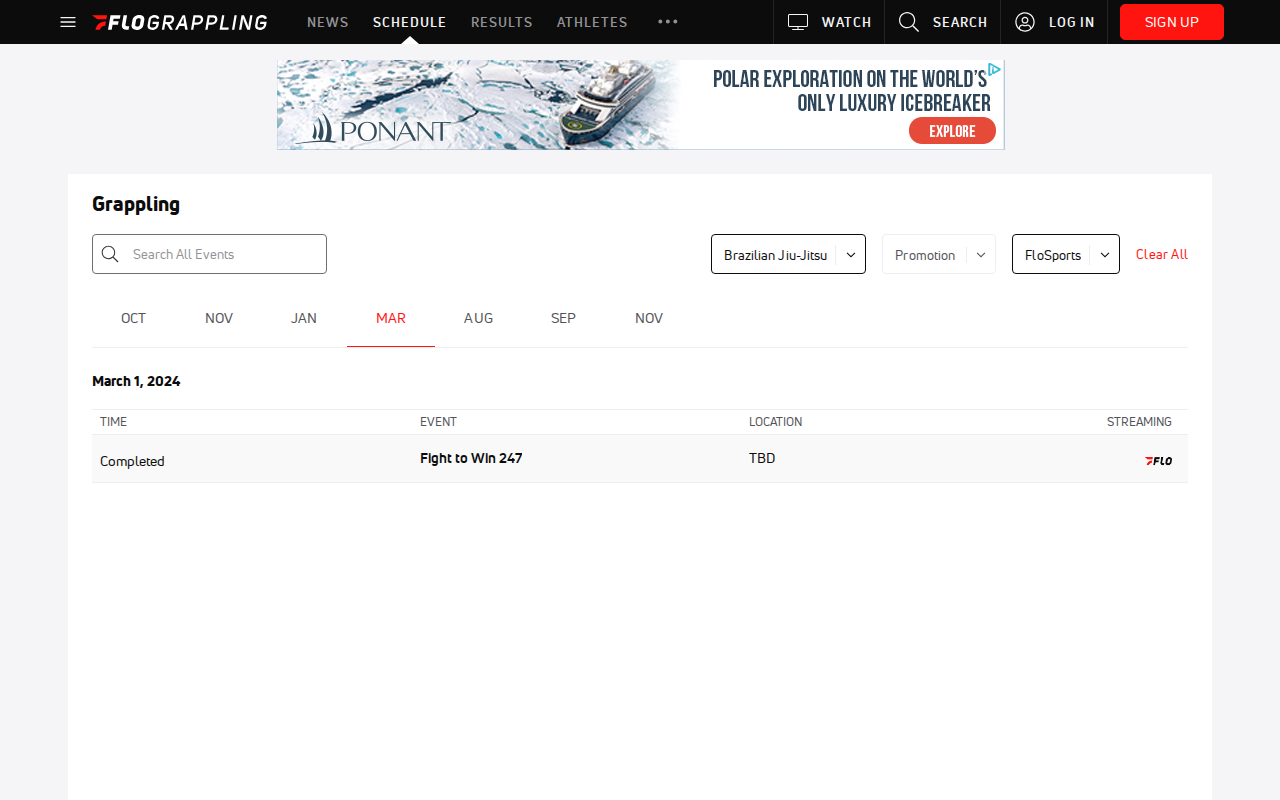 FLOGRAPPLING NEWS SCHEDULE RESULTS ATHLETES ••• WATCH SEARCH LOG IN SIGN UP
POLAR EXPLORATION ON THE WORLD'S
ONLY LUXURY ICEBREAKER
PONANT EXPLORE
Grappling
Search All Events Brazilian Jiu-Jitsu Promotion FloSports Clear All
OCT NOV JAN MAR AUG SEP NOV
March 1, 2024
TIME EVENT LOCATION STREAMING
Completed Fight to Win 247 TBD FLO